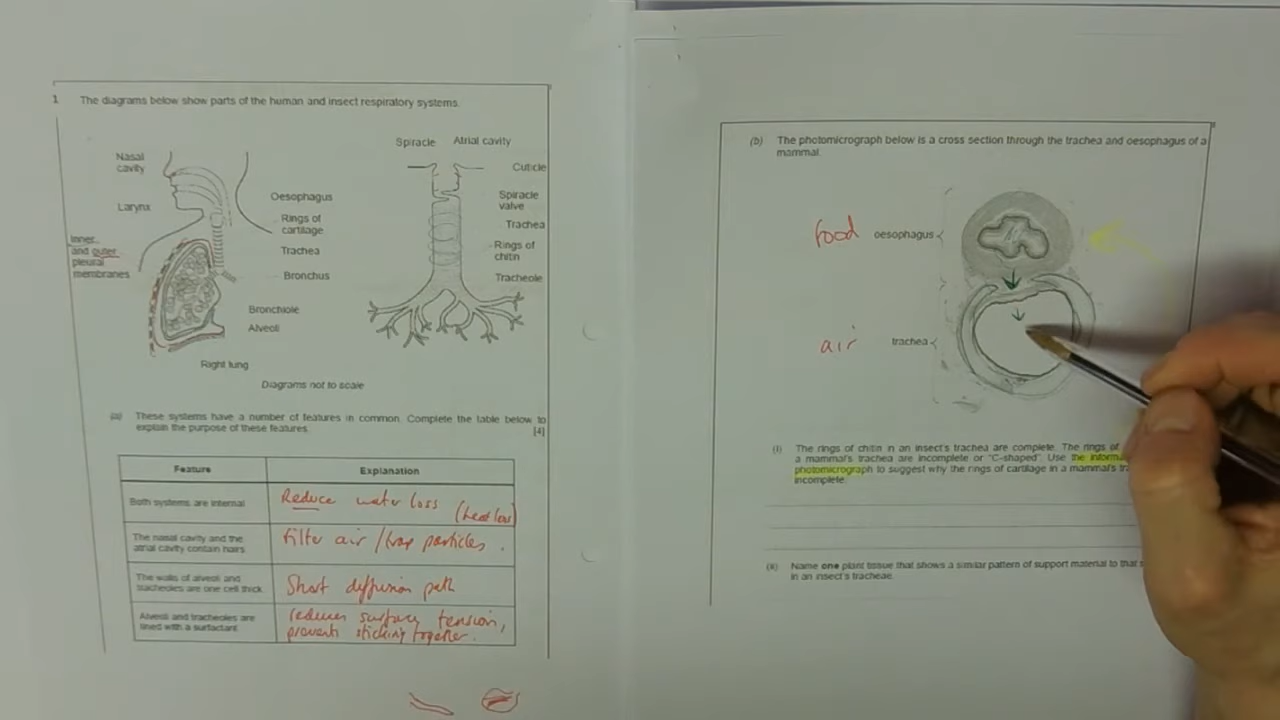 1 The diagrams below show parts of the human and insect respiratory systems.
Nasal
cavity
Larynx
Inner
and outer
pleural
membranes
Oesophagus
Rings of
cartilage
Trachea
Bronchus
Bronchiole
Alveoli
Right lung
Spiracle Atrial cavity
Cuticle
Spiracle
valve
Trachea
Rings of
chitin
Tracheole
Diagrams not to scale
(a) These systems have a number of features in common. Complete the table below to
explain the purpose of these features. [4]
Feature Explanation
Both systems are internal Reduce water loss (heat loss)
The nasal cavity and the
atrial cavity contain hairs. filter air / trap particles.
The walls of alveoli and
tracheoles are one cell thick. Short diffusion path
Alveoli and tracheoles are
lined with a surfactant. reduces surface tension,
prevents sticking together.
(b) The photomicrograph below is a cross section through the trachea and oesophagus of a
mammal.
food oesophagus
air trachea
(i) The rings of chitin in an insect's trachea are complete. The rings of
a mammal's trachea are incomplete or "C-shaped". Use the
photomicrograph to suggest why the rings of cartilage in a mammal's
incomplete.
(ii) Name one plant tissue that shows a similar pattern of support material to that
in an insect's tracheae.